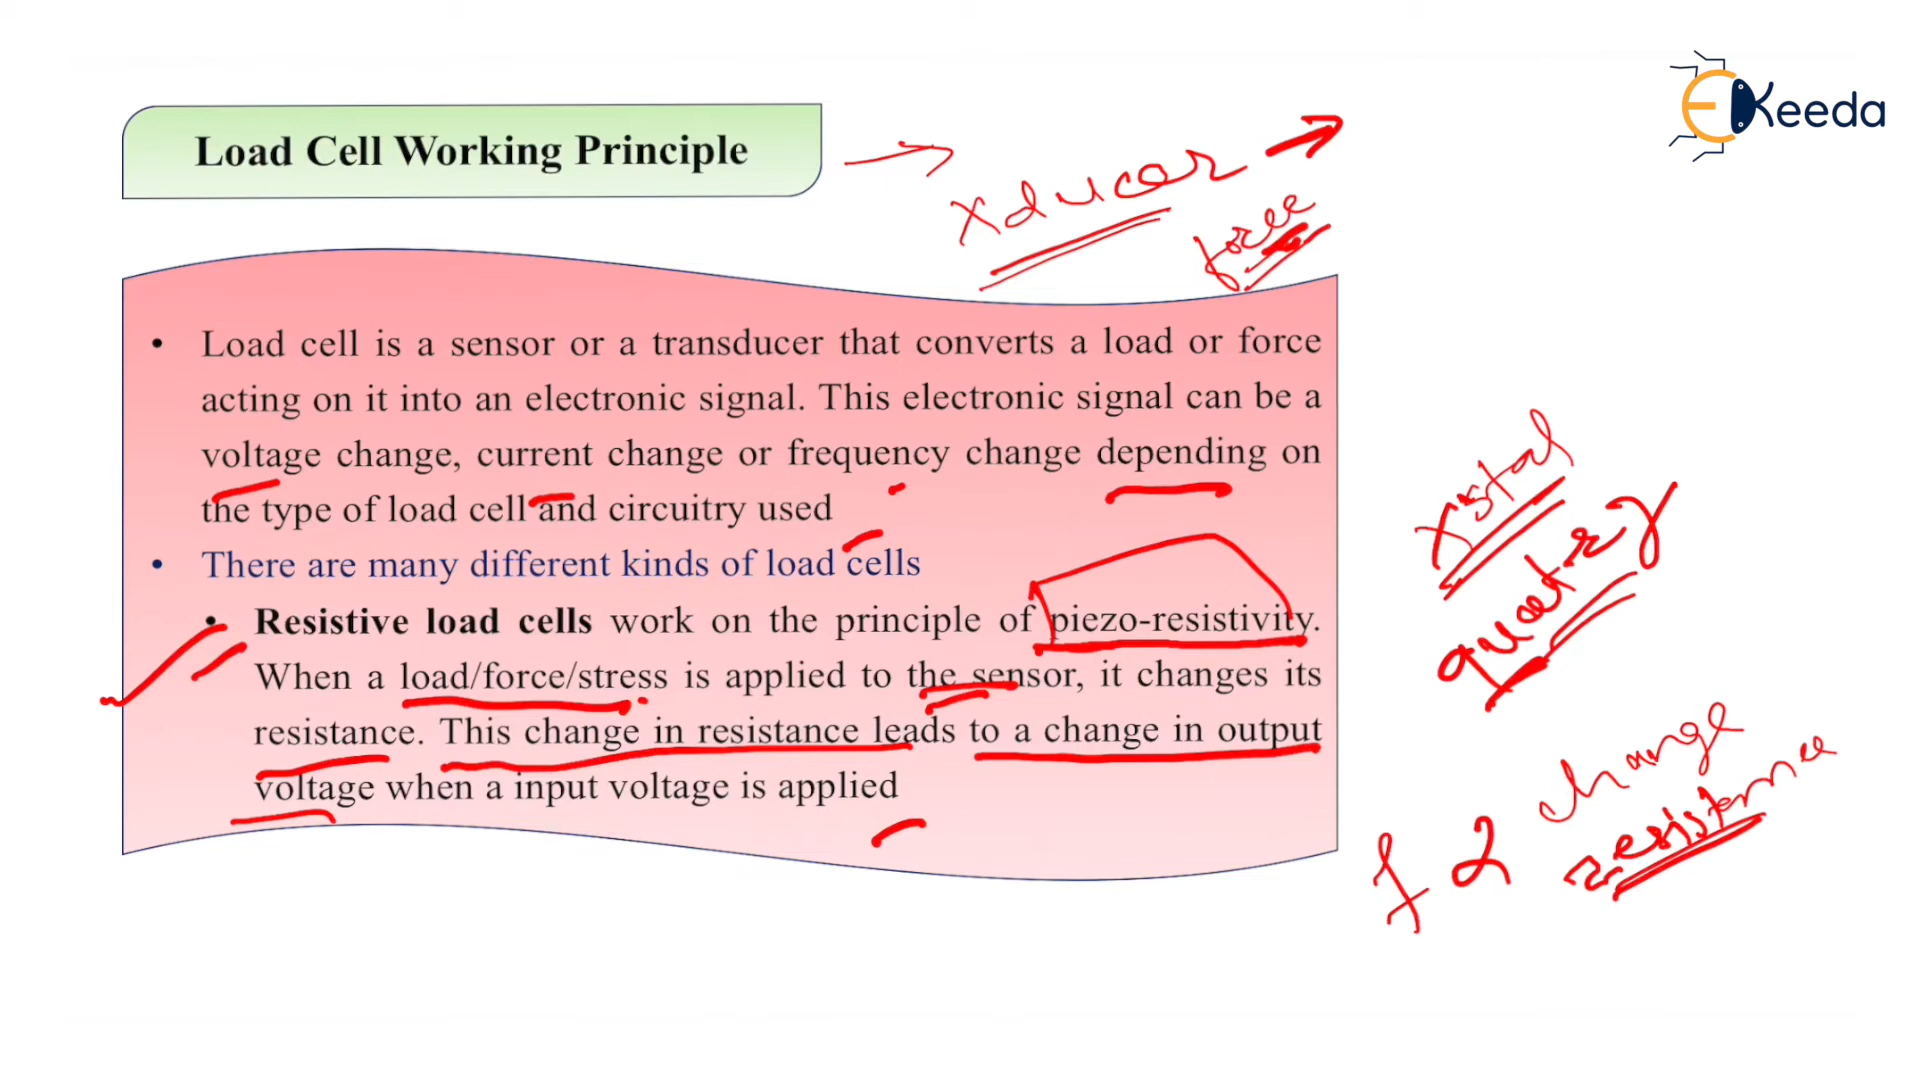 EKeeda
Load Cell Working Principle
Xducer
force
• Load cell is a sensor or a transducer that converts a load or force
acting on it into an electronic signal. This electronic signal can be a
voltage change, current change or frequency change depending on
the type of load cell and circuitry used
• There are many different kinds of load cells
• Resistive load cells work on the principle of piezo-resistivity.
When a load/force/stress is applied to the sensor, it changes its
resistance. This change in resistance leads to a change in output
voltage when a input voltage is applied
Xstal
change
resistance